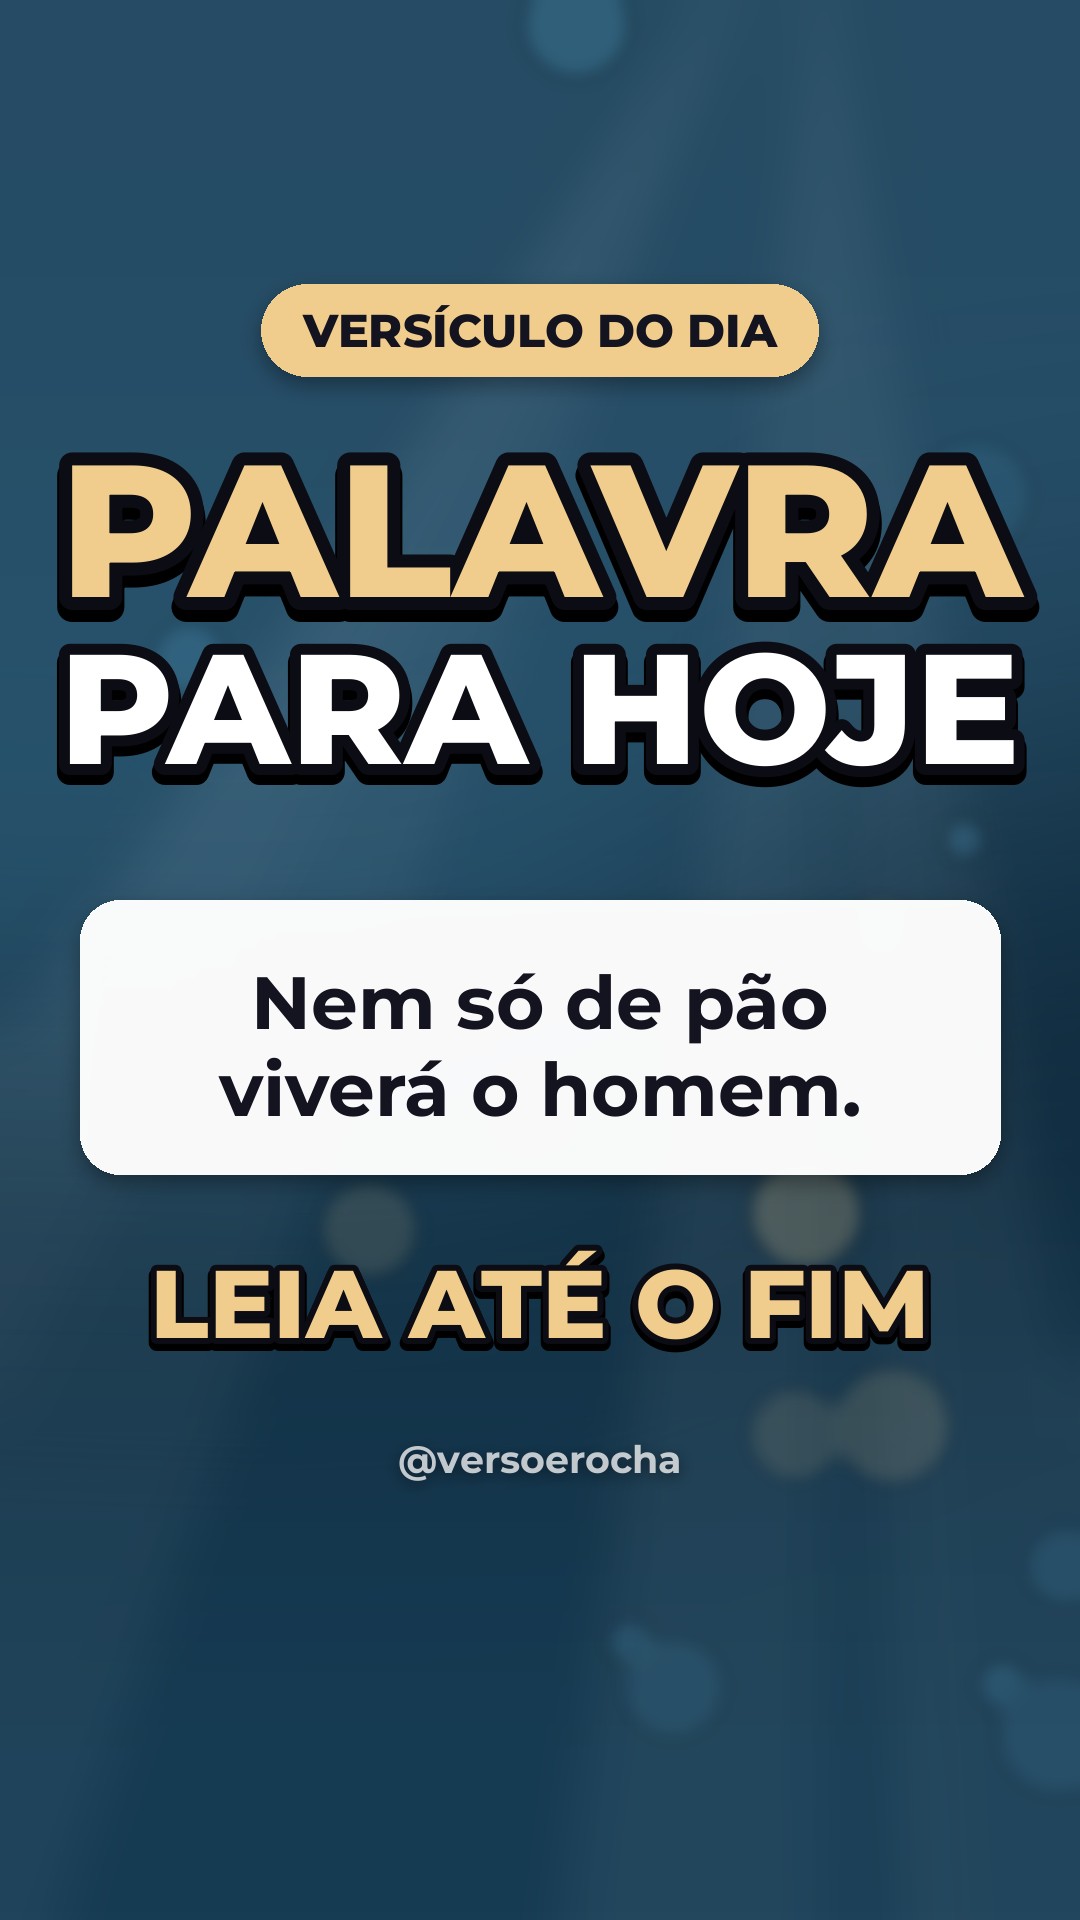 VERSÍCULO DO DIA
PALAVRA
PARA HOJE
Nem só de pão
viverá o homem.
LEIA ATÉ O FIM
@versoerocha